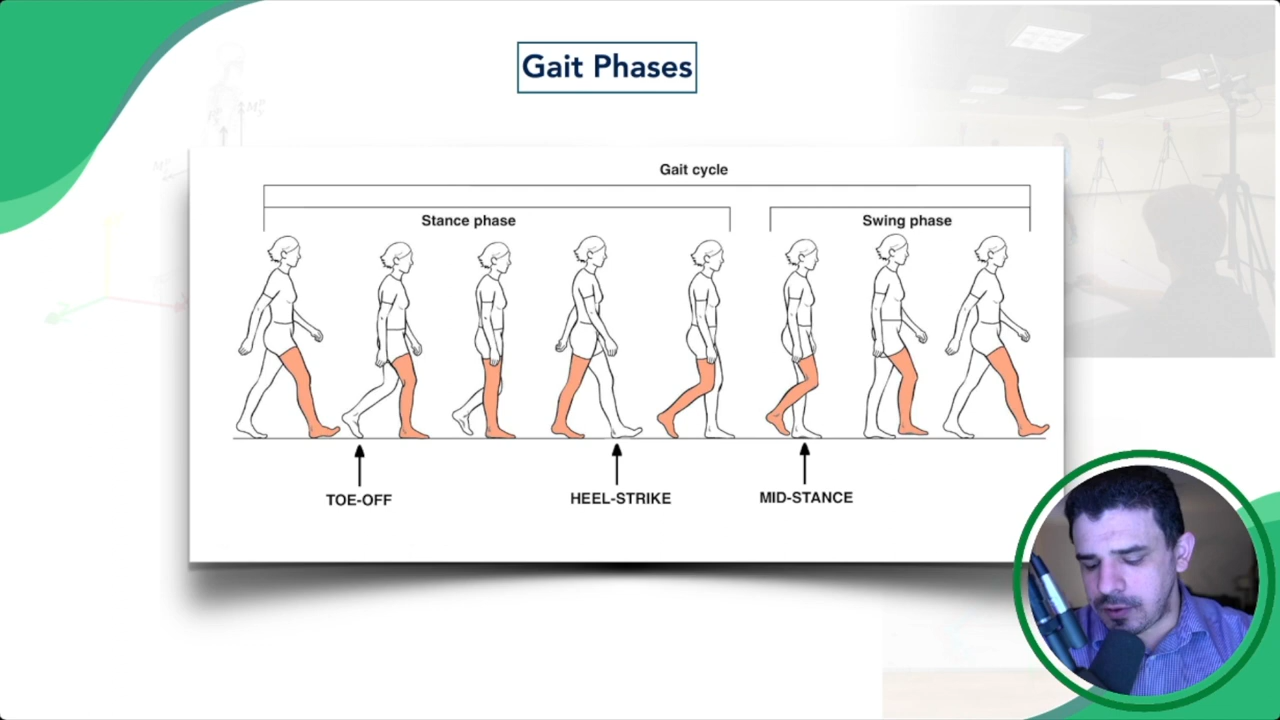 Gait Phases
Gait cycle
Stance phase
Swing phase
TOE-OFF
HEEL-STRIKE
MID-STANCE